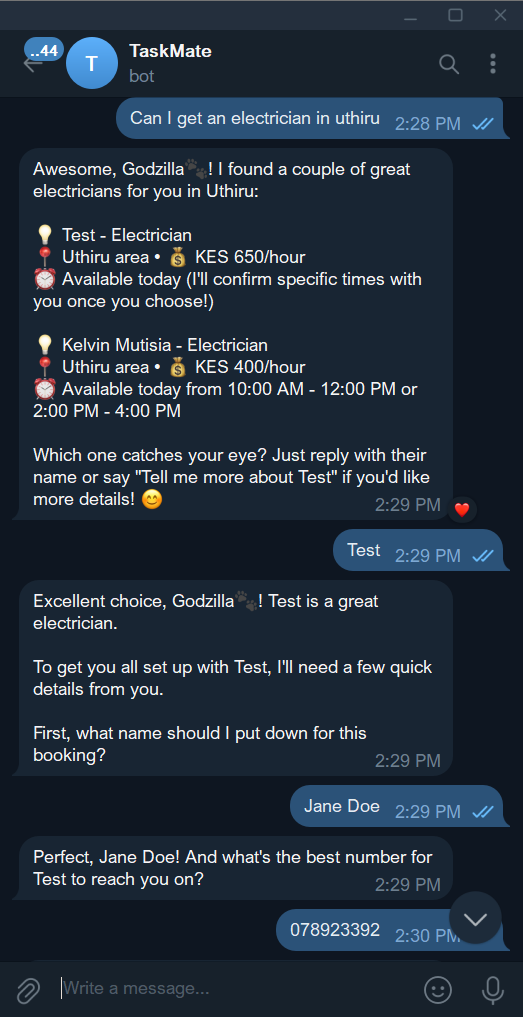 ..44
T
TaskMate
bot
Can I get an electrician in uthiru 2:28 PM
Awesome, Godzilla🐾! I found a couple of great
electricians for you in Uthiru:
💡 Test - Electrician
📍 Uthiru area • 💰 KES 650/hour
⏰ Available today (I'll confirm specific times with
you once you choose!)
💡 Kelvin Mutisia - Electrician
📍 Uthiru area • 💰 KES 400/hour
⏰ Available today from 10:00 AM - 12:00 PM or
2:00 PM - 4:00 PM
Which one catches your eye? Just reply with their
name or say "Tell me more about Test" if you'd like
more details! 😊 2:29 PM
❤️
Test 2:29 PM
Excellent choice, Godzilla🐾! Test is a great
electrician.
To get you all set up with Test, I'll need a few quick
details from you.
First, what name should I put down for this
booking? 2:29 PM
Jane Doe 2:29 PM
Perfect, Jane Doe! And what's the best number for
Test to reach you on? 2:29 PM
078923392 2:30 PM
Write a message...